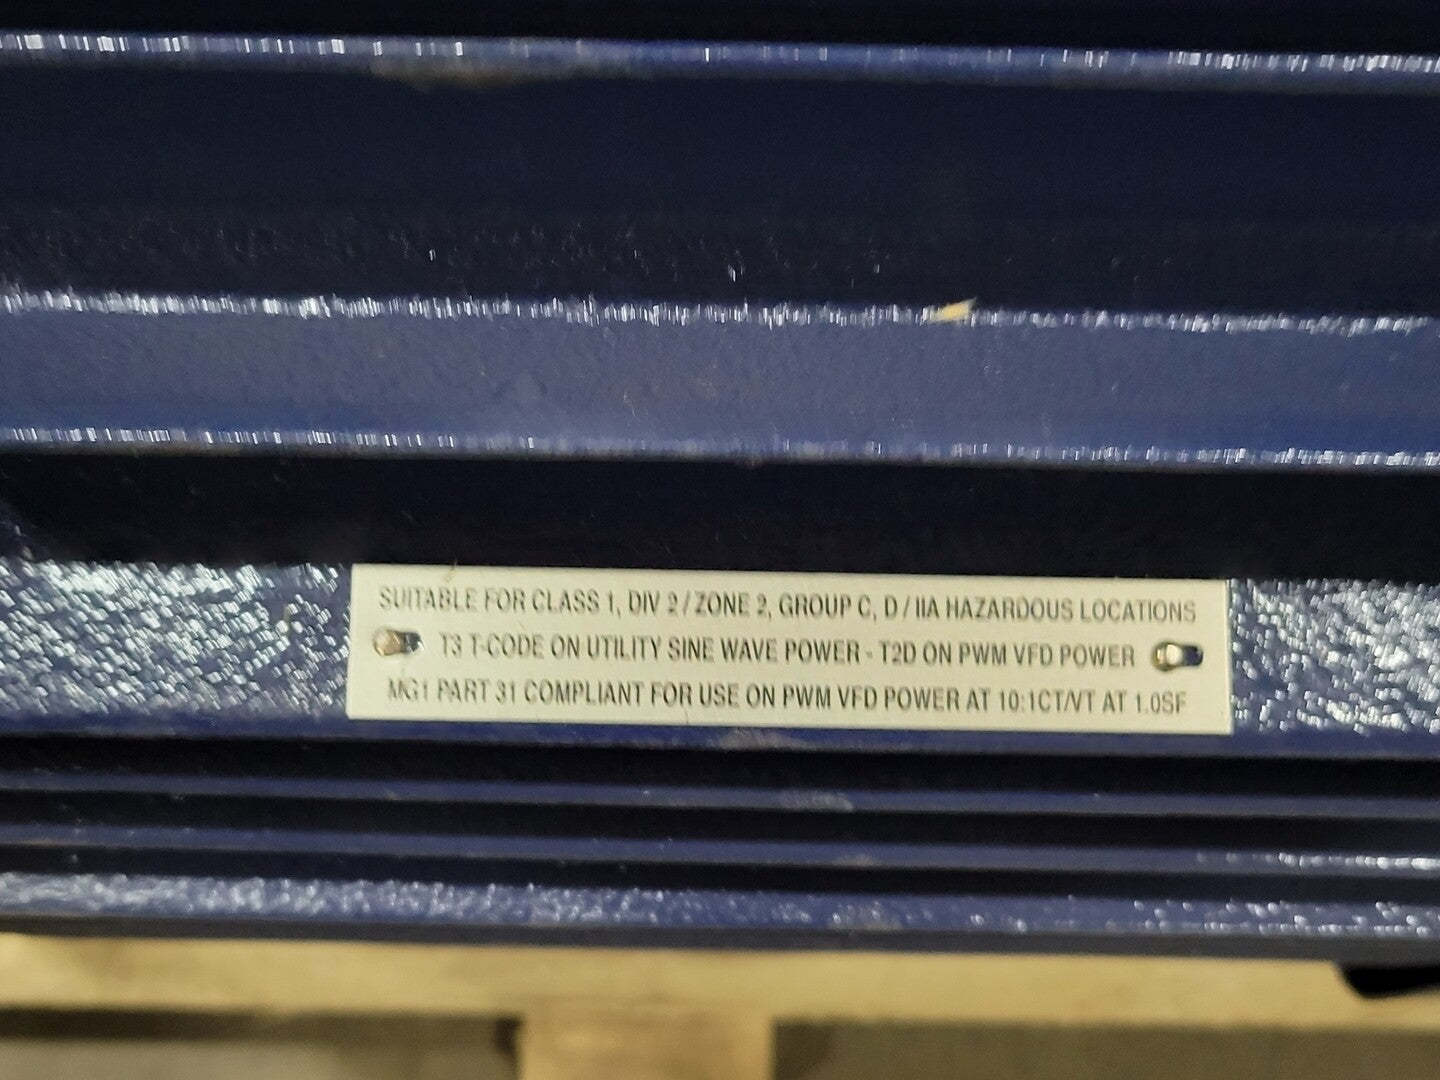 SUITABLE FOR CLASS 1, DIV 2 / ZONE 2, GROUP C, D / IIA HAZARDOUS LOCATIONS
T3 T-CODE ON UTILITY SINE WAVE POWER - T2D ON PWM VFD POWER
MG1 PART 31 COMPLIANT FOR USE ON PWM VFD POWER AT 10:1CT/VT AT 1.0SF